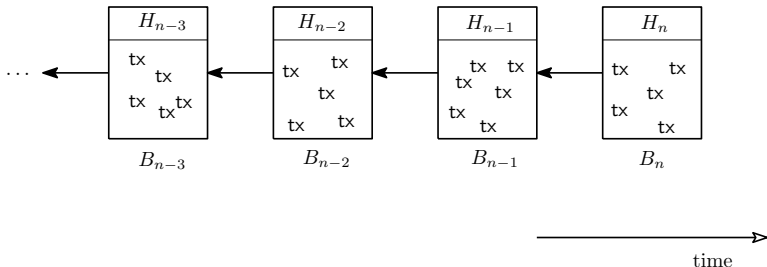 H_{n-3} H_{n-2} H_{n-1} H_n
tx tx tx tx tx
tx tx tx tx tx
tx tx tx tx tx tx tx
tx tx tx tx tx
… 
B_{n-3} B_{n-2} B_{n-1} B_n
time